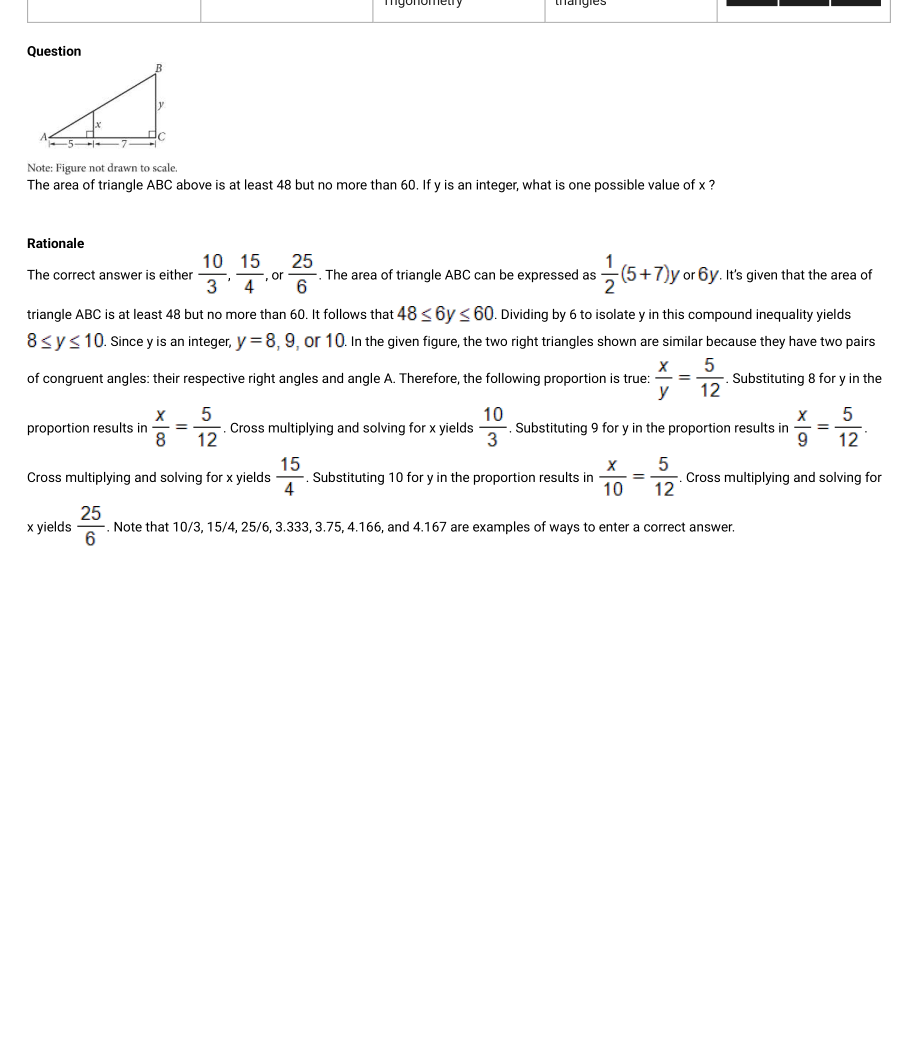 Trigonometry triangles
Question
B
y
x
A
C
5 7
Note: Figure not drawn to scale.
The area of triangle ABC above is at least 48 but no more than 60. If y is an integer, what is one possible value of x ?
Rationale
The correct answer is either 10/3, 15/4, or 25/6. The area of triangle ABC can be expressed as 1/2(5+7)y or 6y. It's given that the area of
triangle ABC is at least 48 but no more than 60. It follows that 48 ≤ 6y ≤ 60. Dividing by 6 to isolate y in this compound inequality yields
8 ≤ y ≤ 10. Since y is an integer, y = 8, 9, or 10. In the given figure, the two right triangles shown are similar because they have two pairs
of congruent angles: their respective right angles and angle A. Therefore, the following proportion is true: x/y = 5/12. Substituting 8 for y in the
proportion results in x/8 = 5/12. Cross multiplying and solving for x yields 10/3. Substituting 9 for y in the proportion results in x/9 = 5/12.
Cross multiplying and solving for x yields 15/4. Substituting 10 for y in the proportion results in x/10 = 5/12. Cross multiplying and solving for
x yields 25/6. Note that 10/3, 15/4, 25/6, 3.333, 3.75, 4.166, and 4.167 are examples of ways to enter a correct answer.